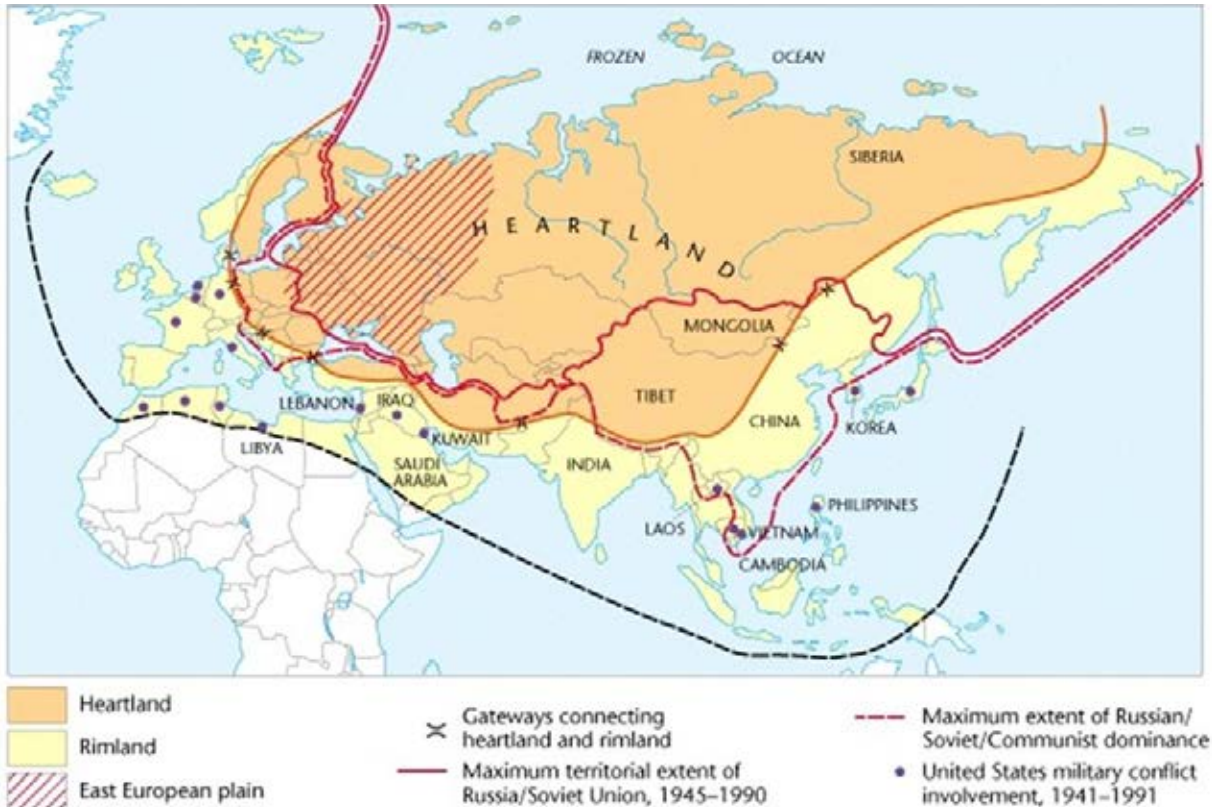 FROZEN OCEAN
SIBERIA
HEARTLAND
MONGOLIA
TIBET
LEBANON
IRAQ
CHINA
KOREA
KUWAIT
LIBYA
INDIA
SAUDI
ARABIA
PHILIPPINES
LAOS
VIETNAM
CAMBODIA
Heartland
Rimland
East European plain
Gateways connecting
heartland and rimland
Maximum territorial extent of
Russia/Soviet Union, 1945–1990
Maximum extent of Russian/
Soviet/Communist dominance
United States military conflict
involvement, 1941–1991